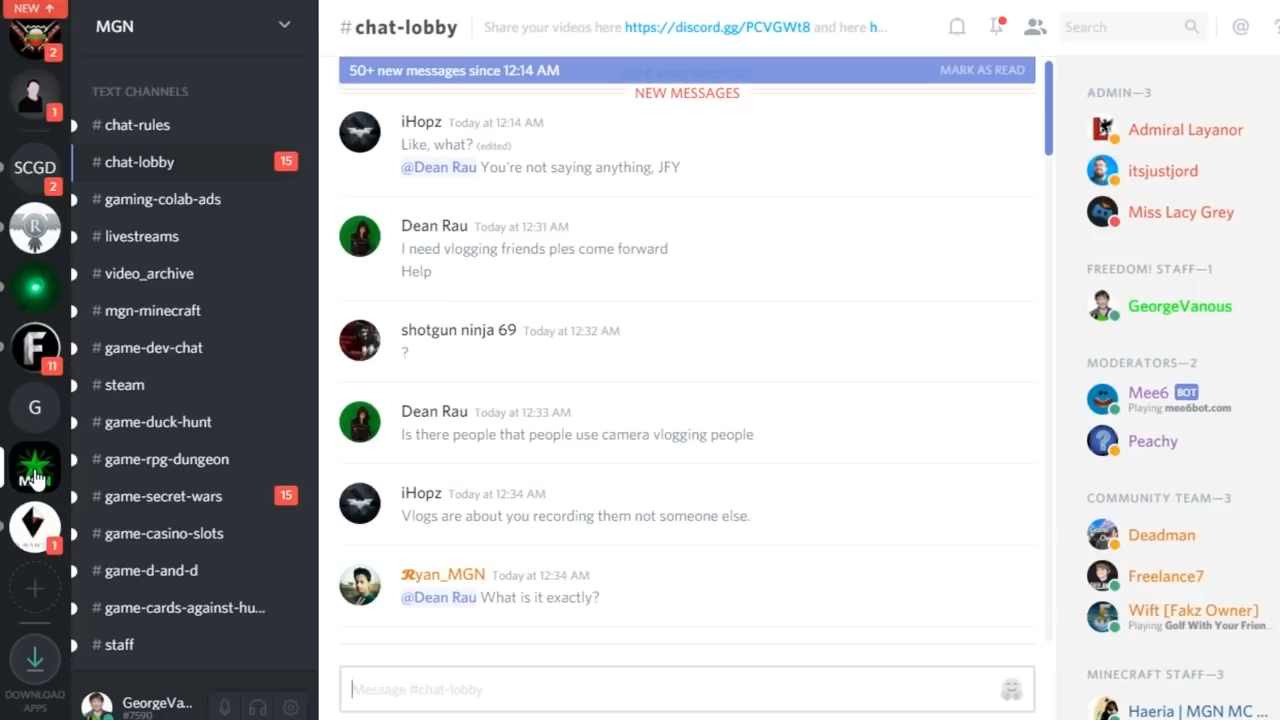 NEW ↑
2
1
SCGD
2
R
F
11
G
MGN
1
DOWNLOAD
APPS
MGN
TEXT CHANNELS
# chat-rules
# chat-lobby 15
# gaming-colab-ads
# livestreams
# video_archive
# mgn-minecraft
# game-dev-chat
# steam
# game-duck-hunt
# game-rpg-dungeon
# game-secret-wars 15
# game-casino-slots
# game-d-and-d
# game-cards-against-hu...
# staff
GeorgeVa...
#7590
# chat-lobby Share your videos here https://discord.gg/PCVGWt8 and here h...
Search
50+ new messages since 12:14 AM MARK AS READ
NEW MESSAGES
iHopz Today at 12:14 AM
Like, what? (edited)
@Dean Rau You're not saying anything, JFY
Dean Rau Today at 12:31 AM
I need vlogging friends ples come forward
Help
shotgun ninja 69 Today at 12:32 AM
?
Dean Rau Today at 12:33 AM
Is there people that people use camera vlogging people
iHopz Today at 12:34 AM
Vlogs are about you recording them not someone else.
Ryan_MGN Today at 12:34 AM
@Dean Rau What is it exactly?
Message #chat-lobby
ADMIN—3
Admiral Layanor
itsjustjord
Miss Lacy Grey
FREEDOM! STAFF—1
GeorgeVanous
MODERATORS—2
Mee6 BOT
Playing mee6bot.com
Peachy
COMMUNITY TEAM—3
Deadman
Freelance7
Wift [Fakz Owner]
Playing Golf With Your Frien...
MINECRAFT STAFF—3
Haeria | MGN MC ...